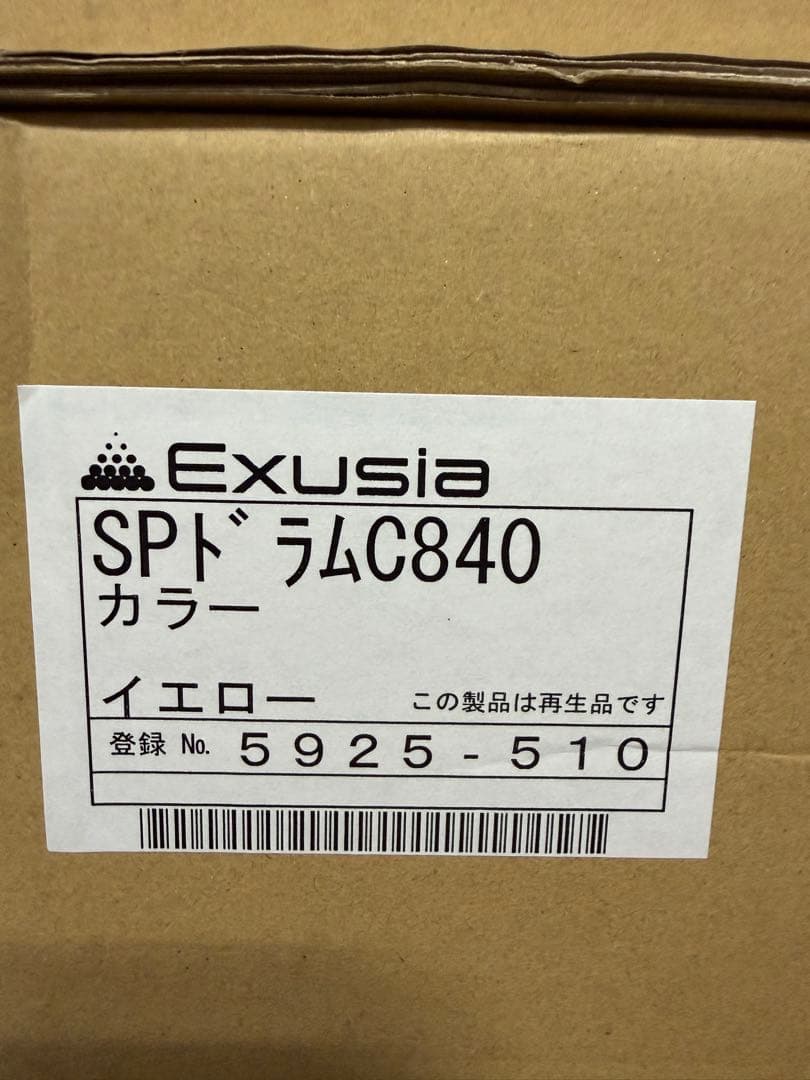 Exusia
SPﾄﾞﾗﾑC840
カラー
イエロー
この製品は再生品です
登録 No. 5925-510